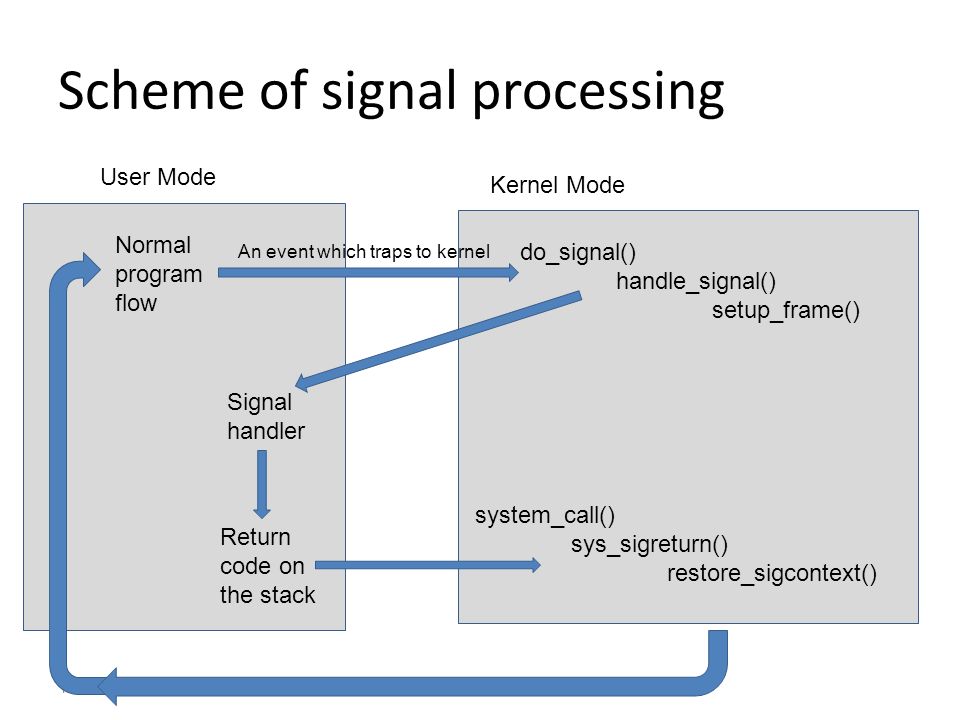 Scheme of signal processing
User Mode
Kernel Mode
Normal
program
flow
An event which traps to kernel
do_signal()
handle_signal()
setup_frame()
Signal
handler
Return
code on
the stack
system_call()
sys_sigreturn()
restore_sigcontext()